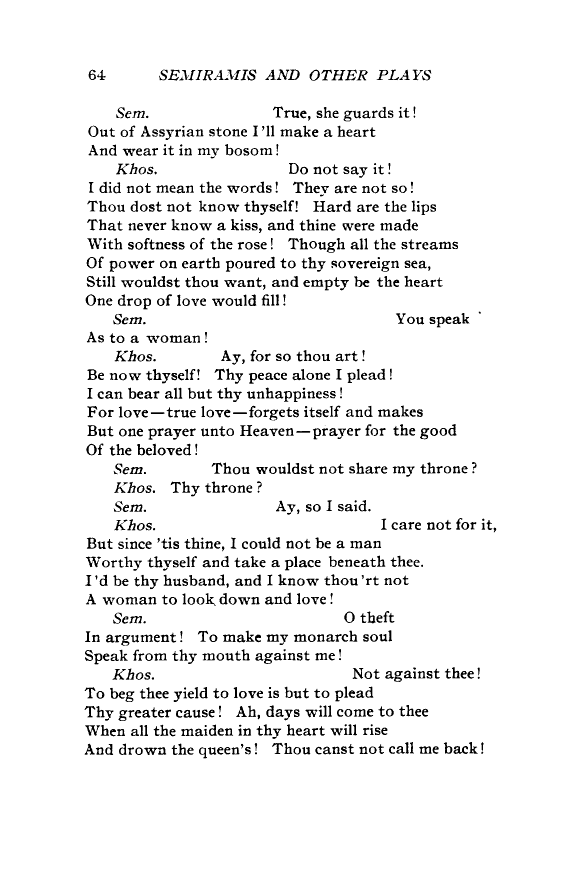 64 SEMIRAMIS AND OTHER PLAYS
Sem. True, she guards it!
Out of Assyrian stone I'll make a heart
And wear it in my bosom!
Khos. Do not say it!
I did not mean the words! They are not so!
Thou dost not know thyself! Hard are the lips
That never know a kiss, and thine were made
With softness of the rose! Though all the streams
Of power on earth poured to thy sovereign sea,
Still wouldst thou want, and empty be the heart
One drop of love would fill!
Sem. You speak
As to a woman!
Khos. Ay, for so thou art!
Be now thyself! Thy peace alone I plead!
I can bear all but thy unhappiness!
For love—true love—forgets itself and makes
But one prayer unto Heaven—prayer for the good
Of the beloved!
Sem. Thou wouldst not share my throne?
Khos. Thy throne?
Sem. Ay, so I said.
Khos. I care not for it,
But since 'tis thine, I could not be a man
Worthy thyself and take a place beneath thee.
I'd be thy husband, and I know thou'rt not
A woman to look down and love!
Sem. O theft
In argument! To make my monarch soul
Speak from thy mouth against me!
Khos. Not against thee!
To beg thee yield to love is but to plead
Thy greater cause! Ah, days will come to thee
When all the maiden in thy heart will rise
And drown the queen's! Thou canst not call me back!